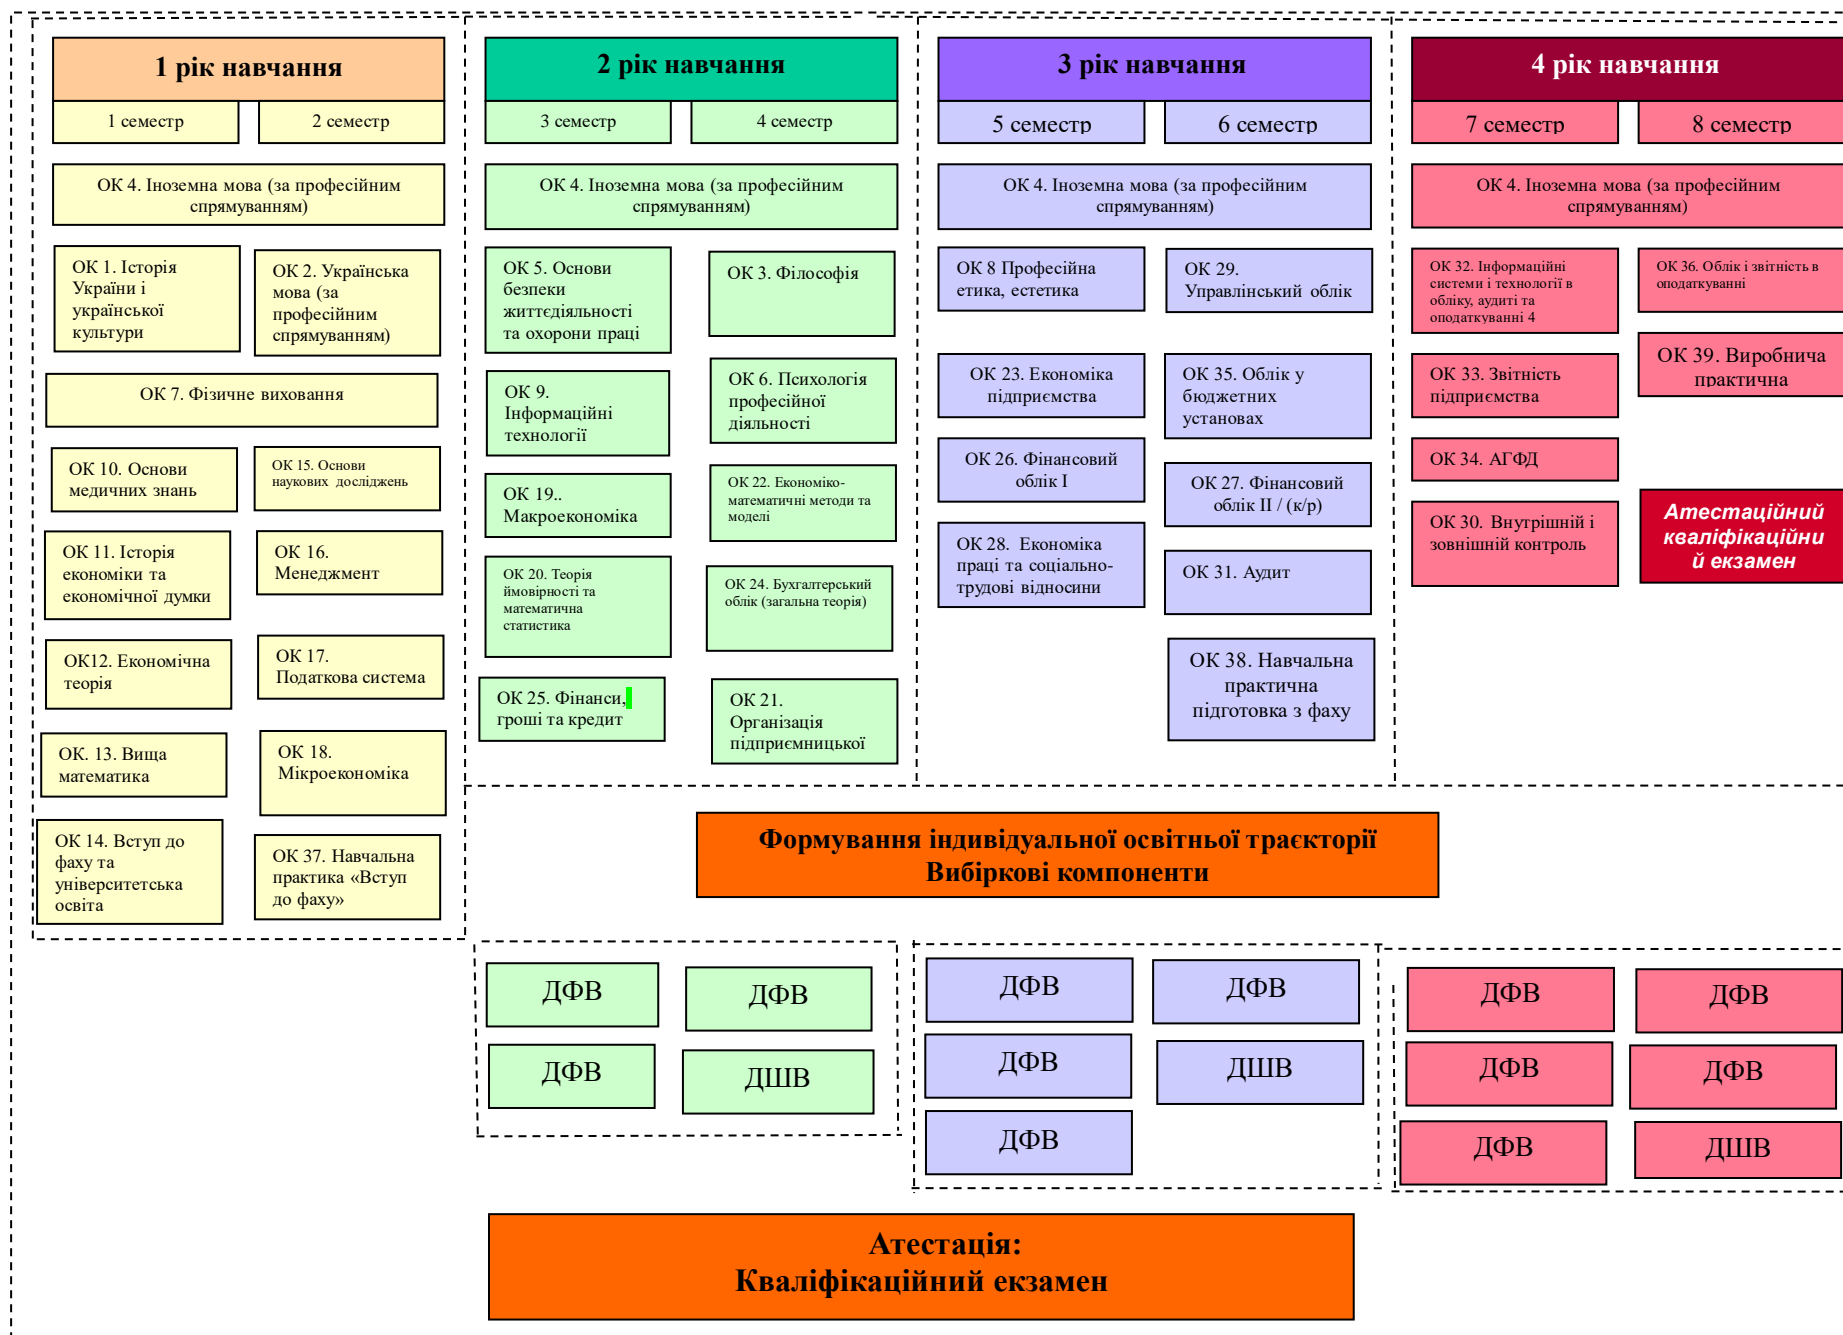 1 рік навчання
2 рік навчання
3 рік навчання
4 рік навчання
1 семестр
2 семестр
3 семестр
4 семестр
5 семестр
6 семестр
7 семестр
8 семестр
ОК 4. Іноземна мова (за професійним
спрямуванням)
ОК 4. Іноземна мова (за професійним
спрямуванням)
ОК 4. Іноземна мова (за професійним
спрямуванням)
ОК 4. Іноземна мова (за професійним
спрямуванням)
ОК 1. Історія
України і
української
культури
ОК 2. Українська
мова (за
професійним
спрямуванням)
ОК 7. Фізичне виховання
ОК 10. Основи
медичних знань
ОК 15. Основи
наукових досліджень
ОК 11. Історія
економіки та
економічної думки
ОК 16.
Менеджмент
ОК12. Економічна
теорія
ОК 17.
Податкова система
ОК. 13. Вища
математика
ОК 18.
Мікроекономіка
ОК 14. Вступ до
фаху та
університетська
освіта
ОК 37. Навчальна
практика «Вступ
до фаху»
ОК 5. Основи
безпеки
життєдіяльності
та охорони праці
ОК 3. Філософія
ОК 9.
Інформаційні
технології
ОК 6. Психологія
професійної
діяльності
ОК 19..
Макроекономіка
ОК 22. Економіко-
математичні методи та
моделі
ОК 20. Теорія
ймовірності та
математична
статистика
ОК 24. Бухгалтерський
облік (загальна теорія)
ОК 25. Фінанси,
гроші та кредит
ОК 21.
Організація
підприємницької
ОК 8 Професійна
етика, естетика
ОК 29.
Управлінський облік
ОК 23. Економіка
підприємства
ОК 35. Облік у
бюджетних
установах
ОК 26. Фінансовий
облік I
ОК 27. Фінансовий
облік II / (к/р)
ОК 28. Економіка
праці та соціально-
трудові відносини
ОК 31. Аудит
ОК 38. Навчальна
практична
підготовка з фаху
ОК 32. Інформаційні
системи і технології в
обліку, аудиті та
оподаткуванні 4
ОК 36. Облік і звітність в
оподаткуванні
ОК 33. Звітність
підприємства
ОК 39. Виробнича
практична
ОК 34. АГФД
ОК 30. Внутрішній і
зовнішній контроль
Атестаційний
кваліфікаційни
й екзамен
Формування індивідуальної освітньої траєкторії
Вибіркові компоненти
ДФВ
ДФВ
ДФВ
ДШВ
ДФВ
ДФВ
ДФВ
ДШВ
ДФВ
ДФВ
ДФВ
ДФВ
ДФВ
ДФВ
ДШВ
Атестація:
Кваліфікаційний екзамен